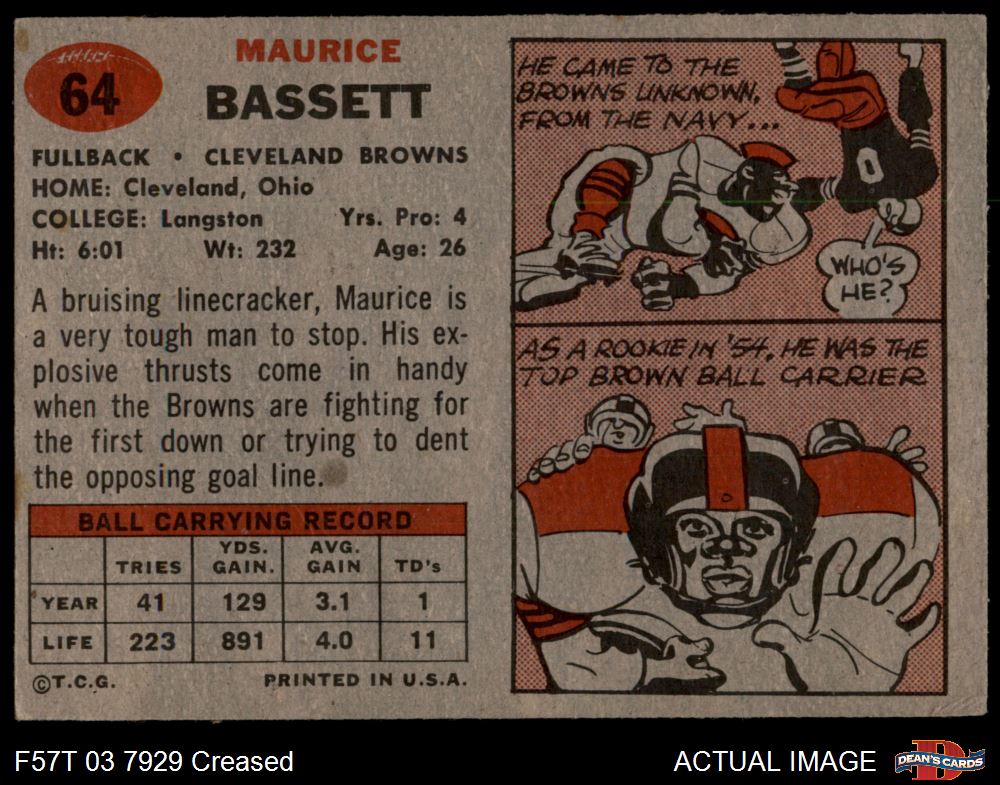 64
MAURICE
BASSETT
FULLBACK • CLEVELAND BROWNS
HOME: Cleveland, Ohio
COLLEGE: Langston Yrs. Pro: 4
Ht: 6:01 Wt: 232 Age: 26
A bruising linecracker, Maurice is
a very tough man to stop. His ex-
plosive thrusts come in handy
when the Browns are fighting for
the first down or trying to dent
the opposing goal line.
BALL CARRYING RECORD
TRIES YDS. GAIN. AVG. GAIN TD's
YEAR 41 129 3.1 1
LIFE 223 891 4.0 11
©T.C.G. PRINTED IN U.S.A.
HE CAME TO THE
BROWNS UNKNOWN,
FROM THE NAVY...
0
WHO'S
HE?
AS A ROOKIE IN '54, HE WAS THE
TOP BROWN BALL CARRIER
F57T 03 7929 Creased ACTUAL IMAGE
D
DEAN'S CARDS